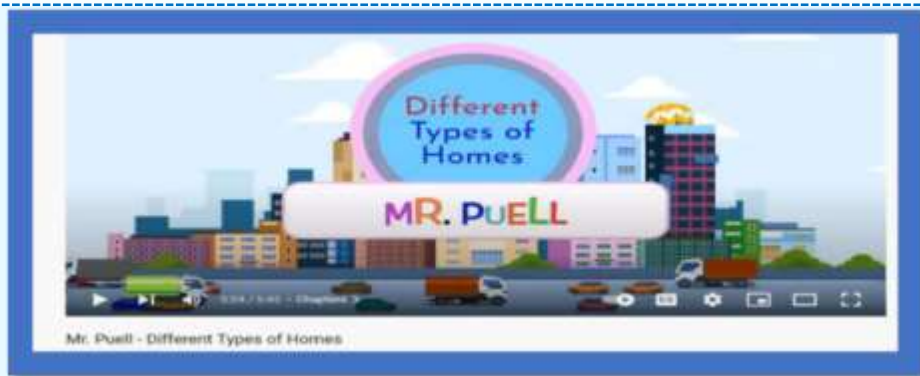 Different
Types of
Homes
MR. PUELL
Mr. Puell - Different Types of Homes